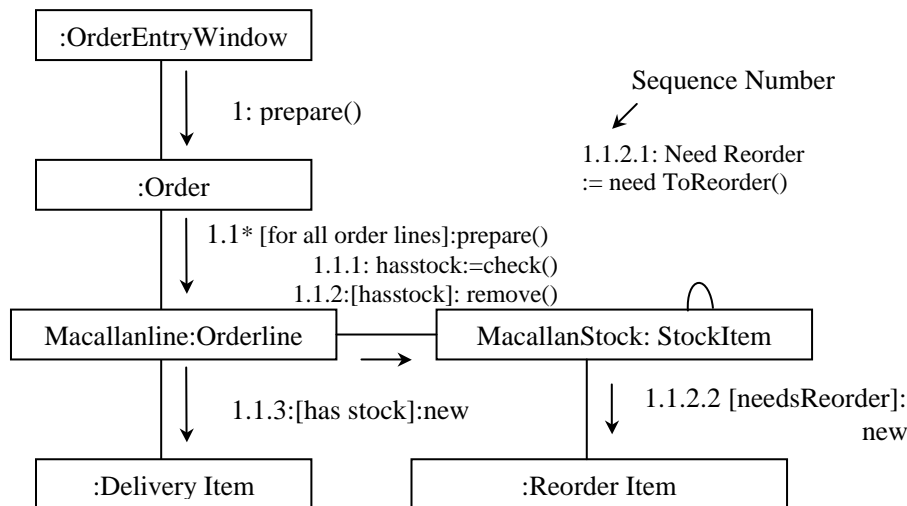 :OrderEntryWindow
Sequence Number
1: prepare()
1.1.2.1: Need Reorder
:= need ToReorder()
:Order
1.1* [for all order lines]:prepare()
1.1.1: hasstock:=check()
1.1.2:[hasstock]: remove()
Macallanline:Orderline
MacallanStock: StockItem
1.1.3:[has stock]:new
1.1.2.2 [needsReorder]:
new
:Delivery Item
:Reorder Item